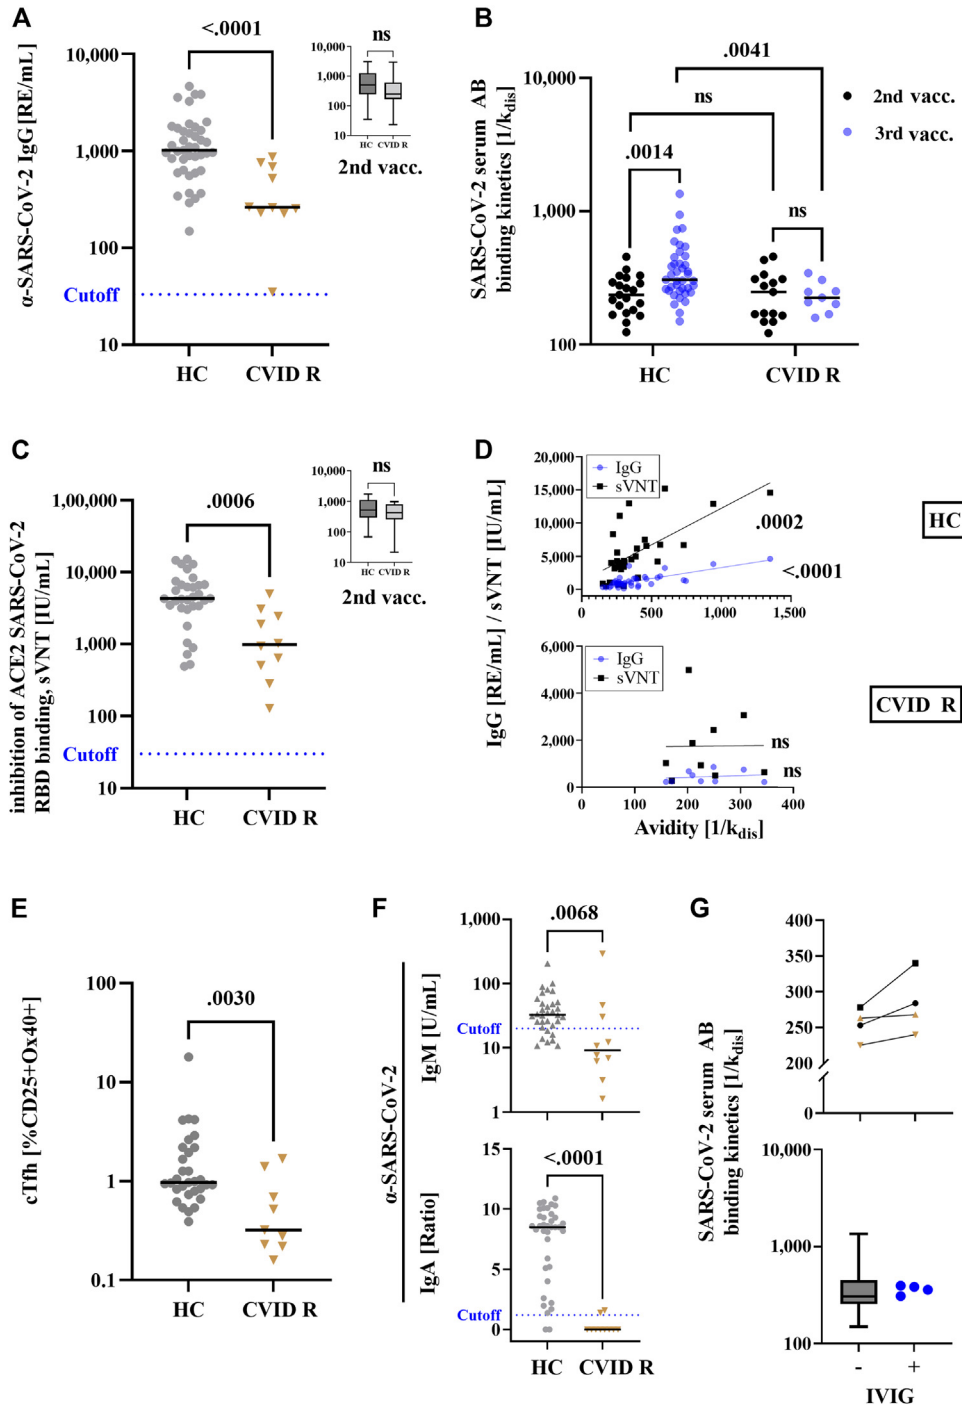 A
<.0001
α-SARS-CoV-2 IgG [RE/mL]
10,000
1,000
100
10
Cutoff
HC
CVID R
ns
10,000
1,000
100
10
HC
CVID R
2nd vacc.
B
.0041
ns
.0014
ns
2nd vacc.
3rd vacc.
SARS-CoV-2 serum AB
binding kinetics [1/kdis]
10,000
1,000
100
HC
CVID R
C
.0006
inhibition of ACE2 SARS-CoV-2
RBD binding, sVNT [IU/mL]
1,00,000
10,000
1,000
100
10
Cutoff
HC
CVID R
ns
10,000
1,000
100
10
HC
CVID R
2nd vacc.
D
IgG [RE/mL] / sVNT [IU/mL]
20,000
15,000
10,000
5,000
0
IgG
sVNT
.0002
<.0001
0
500
1,000
1,500
HC
6,000
4,000
2,000
0
IgG
sVNT
ns
ns
0
100
200
300
400
Avidity [1/kdis]
CVID R
E
cTfh [%CD25+Ox40+]
.0030
100
10
1
0.1
HC
CVID R
F
α-SARS-CoV-2
IgM [U/mL]
.0068
1,000
100
Cutoff
10
1
IgA [Ratio]
<.0001
15
10
5
Cutoff
0
HC
CVID R
G
SARS-CoV-2 serum AB
binding kinetics [1/kdis]
400
350
300
250
200
0
10,000
1,000
100
-
+
IVIG